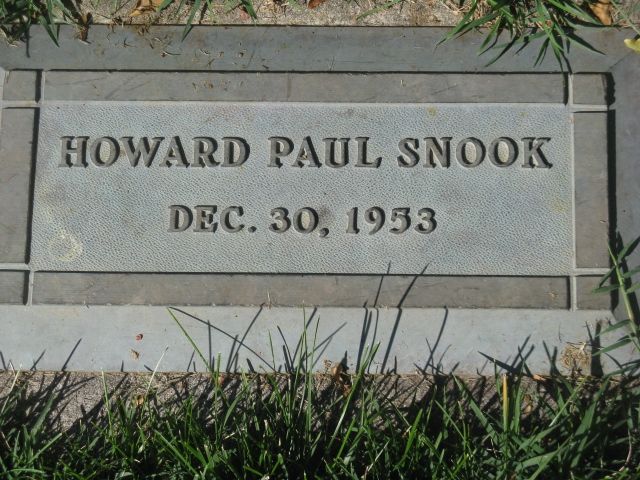 HOWARD PAUL SNOOK
DEC. 30, 1953